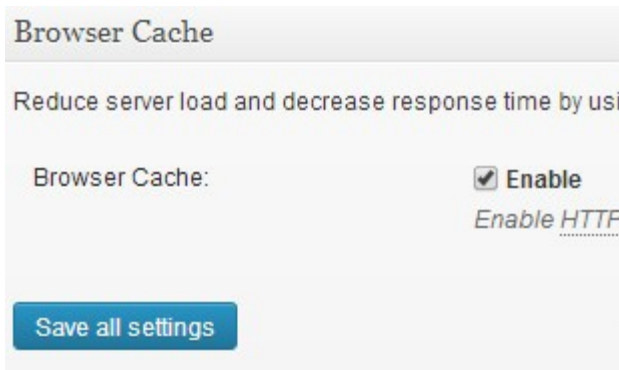 Browser Cache
Reduce server load and decrease response time by usi
Browser Cache:
Enable
Enable HTTP
Save all settings